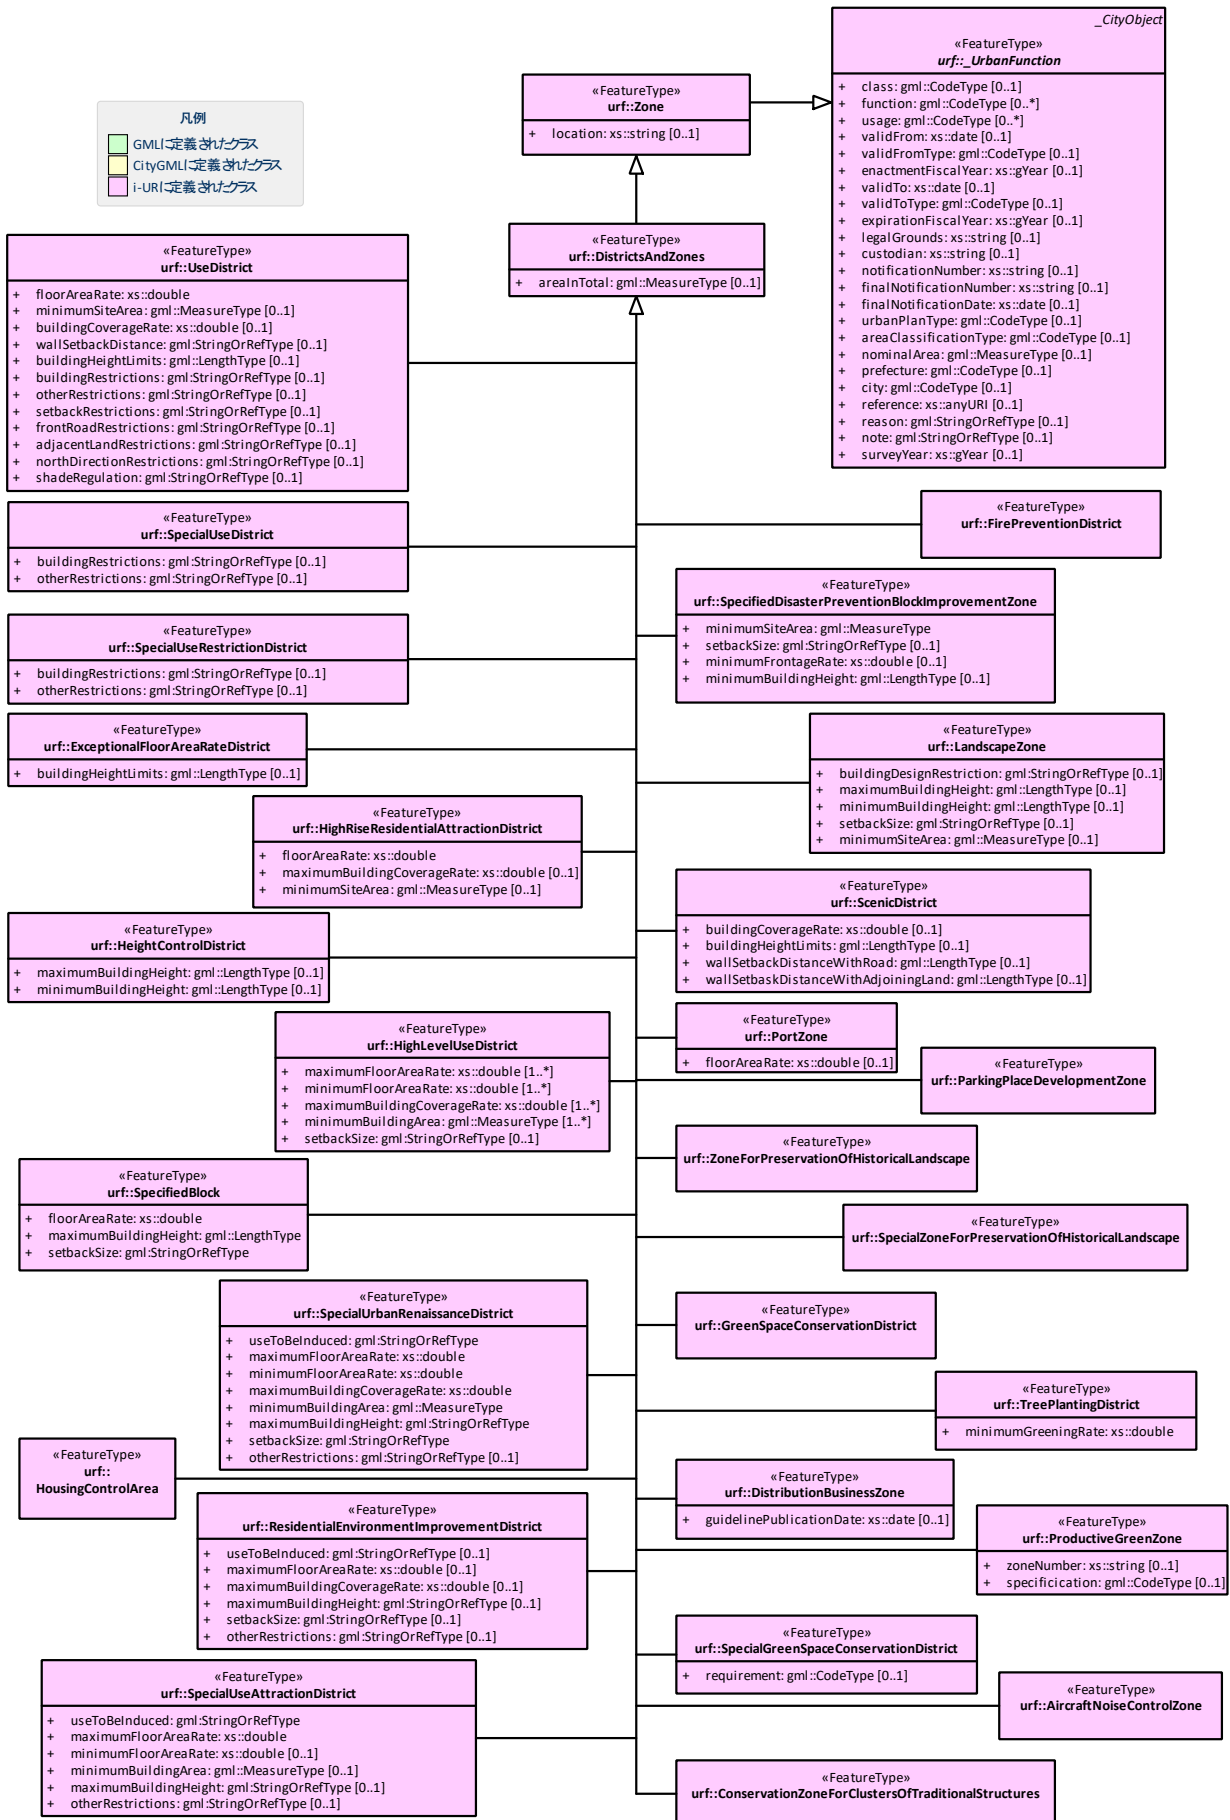 _CityObject
«FeatureType»
urf::_UrbanFunction
+ class: gml::CodeType [0..1]
+ function: gml::CodeType [0..*]
+ usage: gml::CodeType [0..*]
+ validFrom: xs::date [0..1]
+ validFromType: gml::CodeType [0..1]
+ enactmentFiscalYear: xs::gYear [0..1]
+ validTo: xs::date [0..1]
+ validToType: gml::CodeType [0..1]
+ expirationFiscalYear: xs::gYear [0..1]
+ legalGrounds: xs::string [0..1]
+ custodian: xs::string [0..1]
+ notificationNumber: xs::string [0..1]
+ finalNotificationNumber: xs::string [0..1]
+ finalNotificationDate: xs::date [0..1]
+ urbanPlanType: gml::CodeType [0..1]
+ areaClassificationType: gml::CodeType [0..1]
+ nominalArea: gml::MeasureType [0..1]
+ prefecture: gml::CodeType [0..1]
+ city: gml::CodeType [0..1]
+ reference: xs::anyURI [0..1]
+ reason: gml:StringOrRefType [0..1]
+ note: gml:StringOrRefType [0..1]
+ surveyYear: xs::gYear [0..1]
«FeatureType»
urf::Zone
+ location: xs::string [0..1]
凡例
GMLに定義されたクラス
CityGMLに定義されたクラス
i-URに定義されたクラス
«FeatureType»
urf::DistrictsAndZones
+ areaInTotal: gml::MeasureType [0..1]
«FeatureType»
urf::UseDistrict
+ floorAreaRate: xs::double
+ minimumSiteArea: gml::MeasureType [0..1]
+ buildingCoverageRate: xs::double [0..1]
+ wallSetbackDistance: gml:StringOrRefType [0..1]
+ buildingHeightLimits: gml::LengthType [0..1]
+ buildingRestrictions: gml:StringOrRefType [0..1]
+ otherRestrictions: gml:StringOrRefType [0..1]
+ setbackRestrictions: gml:StringOrRefType [0..1]
+ frontRoadRestrictions: gml:StringOrRefType [0..1]
+ adjacentLandRestrictions: gml:StringOrRefType [0..1]
+ northDirectionRestrictions: gml:StringOrRefType [0..1]
+ shadeRegulation: gml:StringOrRefType [0..1]
«FeatureType»
urf::FirePreventionDistrict
«FeatureType»
urf::SpecialUseDistrict
+ buildingRestrictions: gml:StringOrRefType [0..1]
+ otherRestrictions: gml:StringOrRefType [0..1]
«FeatureType»
urf::SpecifiedDisasterPreventionBlockImprovementZone
+ minimumSiteArea: gml::MeasureType
+ setbackSize: gml:StringOrRefType [0..1]
+ minimumFrontageRate: xs::double [0..1]
+ minimumBuildingHeight: gml::LengthType [0..1]
«FeatureType»
urf::SpecialUseRestrictionDistrict
+ buildingRestrictions: gml:StringOrRefType [0..1]
+ otherRestrictions: gml:StringOrRefType [0..1]
«FeatureType»
urf::ExceptionalFloorAreaRateDistrict
+ buildingHeightLimits: gml::LengthType [0..1]
«FeatureType»
urf::LandscapeZone
+ buildingDesignRestriction: gml:StringOrRefType [0..1]
+ maximumBuildingHeight: gml::LengthType [0..1]
+ minimumBuildingHeight: gml::LengthType [0..1]
+ setbackSize: gml:StringOrRefType [0..1]
+ minimumSiteArea: gml::MeasureType [0..1]
«FeatureType»
urf::HighRiseResidentialAttractionDistrict
+ floorAreaRate: xs::double
+ maximumBuildingCoverageRate: xs::double [0..1]
+ minimumSiteArea: gml::MeasureType [0..1]
«FeatureType»
urf::ScenicDistrict
+ buildingCoverageRate: xs::double [0..1]
+ buildingHeightLimits: gml::LengthType [0..1]
+ wallSetbackDistanceWithRoad: gml::LengthType [0..1]
+ wallSetbaskDistanceWithAdjoiningLand: gml::LengthType [0..1]
«FeatureType»
urf::HeightControlDistrict
+ maximumBuildingHeight: gml::LengthType [0..1]
+ minimumBuildingHeight: gml::LengthType [0..1]
«FeatureType»
urf::PortZone
+ floorAreaRate: xs::double [0..1]
«FeatureType»
urf::HighLevelUseDistrict
+ maximumFloorAreaRate: xs::double [1..*]
+ minimumFloorAreaRate: xs::double [1..*]
+ maximumBuildingCoverageRate: xs::double [1..*]
+ minimumBuildingArea: gml::MeasureType [1..*]
+ setbackSize: gml:StringOrRefType [0..1]
«FeatureType»
urf::ParkingPlaceDevelopmentZone
«FeatureType»
urf::ZoneForPreservationOfHistoricalLandscape
«FeatureType»
urf::SpecifiedBlock
+ floorAreaRate: xs::double
+ maximumBuildingHeight: gml::LengthType
+ setbackSize: gml:StringOrRefType
«FeatureType»
urf::SpecialZoneForPreservationOfHistoricalLandscape
«FeatureType»
urf::SpecialUrbanRenaissanceDistrict
+ useToBeInduced: gml:StringOrRefType
+ maximumFloorAreaRate: xs::double
+ minimumFloorAreaRate: xs::double
+ maximumBuildingCoverageRate: xs::double
+ minimumBuildingArea: gml::MeasureType
+ maximumBuildingHeight: gml:StringOrRefType
+ setbackSize: gml:StringOrRefType
+ otherRestrictions: gml:StringOrRefType [0..1]
«FeatureType»
urf::GreenSpaceConservationDistrict
«FeatureType»
urf::TreePlantingDistrict
+ minimumGreeningRate: xs::double
«FeatureType»
urf::
HousingControlArea
«FeatureType»
urf::DistributionBusinessZone
+ guidelinePublicationDate: xs::date [0..1]
«FeatureType»
urf::ResidentialEnvironmentImprovementDistrict
+ useToBeInduced: gml:StringOrRefType [0..1]
+ maximumFloorAreaRate: xs::double [0..1]
+ maximumBuildingCoverageRate: xs::double [0..1]
+ maximumBuildingHeight: gml:StringOrRefType [0..1]
+ setbackSize: gml:StringOrRefType [0..1]
+ otherRestrictions: gml:StringOrRefType [0..1]
«FeatureType»
urf::ProductiveGreenZone
+ zoneNumber: xs::string [0..1]
+ specificication: gml::CodeType [0..1]
«FeatureType»
urf::SpecialGreenSpaceConservationDistrict
+ requirement: gml::CodeType [0..1]
«FeatureType»
urf::SpecialUseAttractionDistrict
+ useToBeInduced: gml:StringOrRefType
+ maximumFloorAreaRate: xs::double
+ minimumFloorAreaRate: xs::double [0..1]
+ minimumBuildingArea: gml::MeasureType [0..1]
+ maximumBuildingHeight: gml:StringOrRefType [0..1]
+ otherRestrictions: gml:StringOrRefType [0..1]
«FeatureType»
urf::AircraftNoiseControlZone
«FeatureType»
urf::ConservationZoneForClustersOfTraditionalStructures